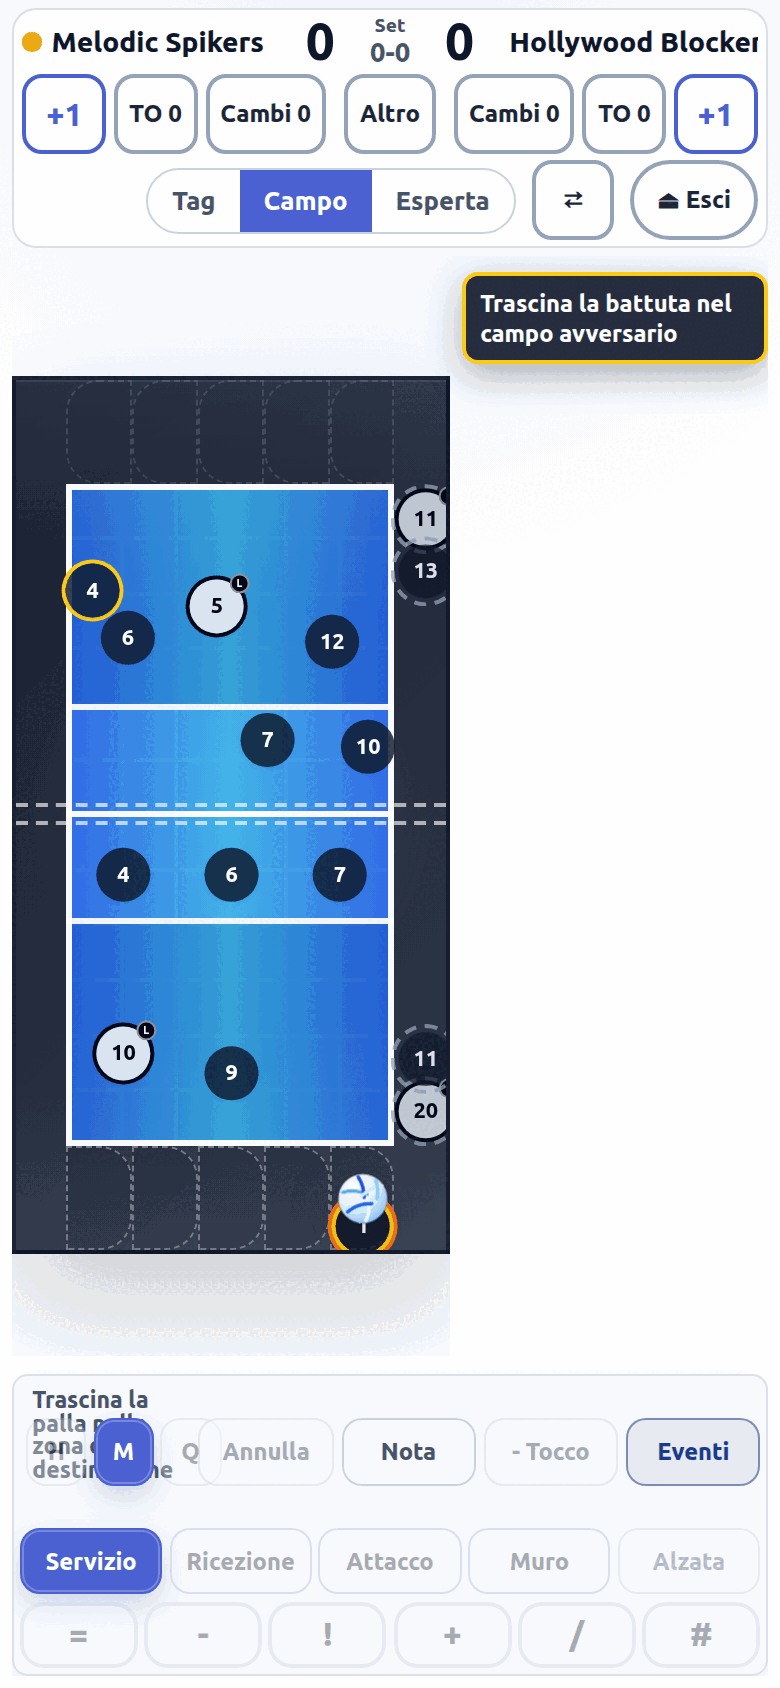 Melodic Spikers 0 Set 0-0 0 Hollywood Blocker
+1 TO 0 Cambi 0 Altro Cambi 0 TO 0 +1
Tag Campo Esperta ⇄ ⏏ Esci
Trascina la battuta nel
campo avversario
11
13
4
5 L
6
12
7
10
4 6 7
10 L
9
11
20
Trascina la
palla
zona
M Q Annulla Nota - Tocco Eventi
Servizio Ricezione Attacco Muro Alzata
= - ! + / #